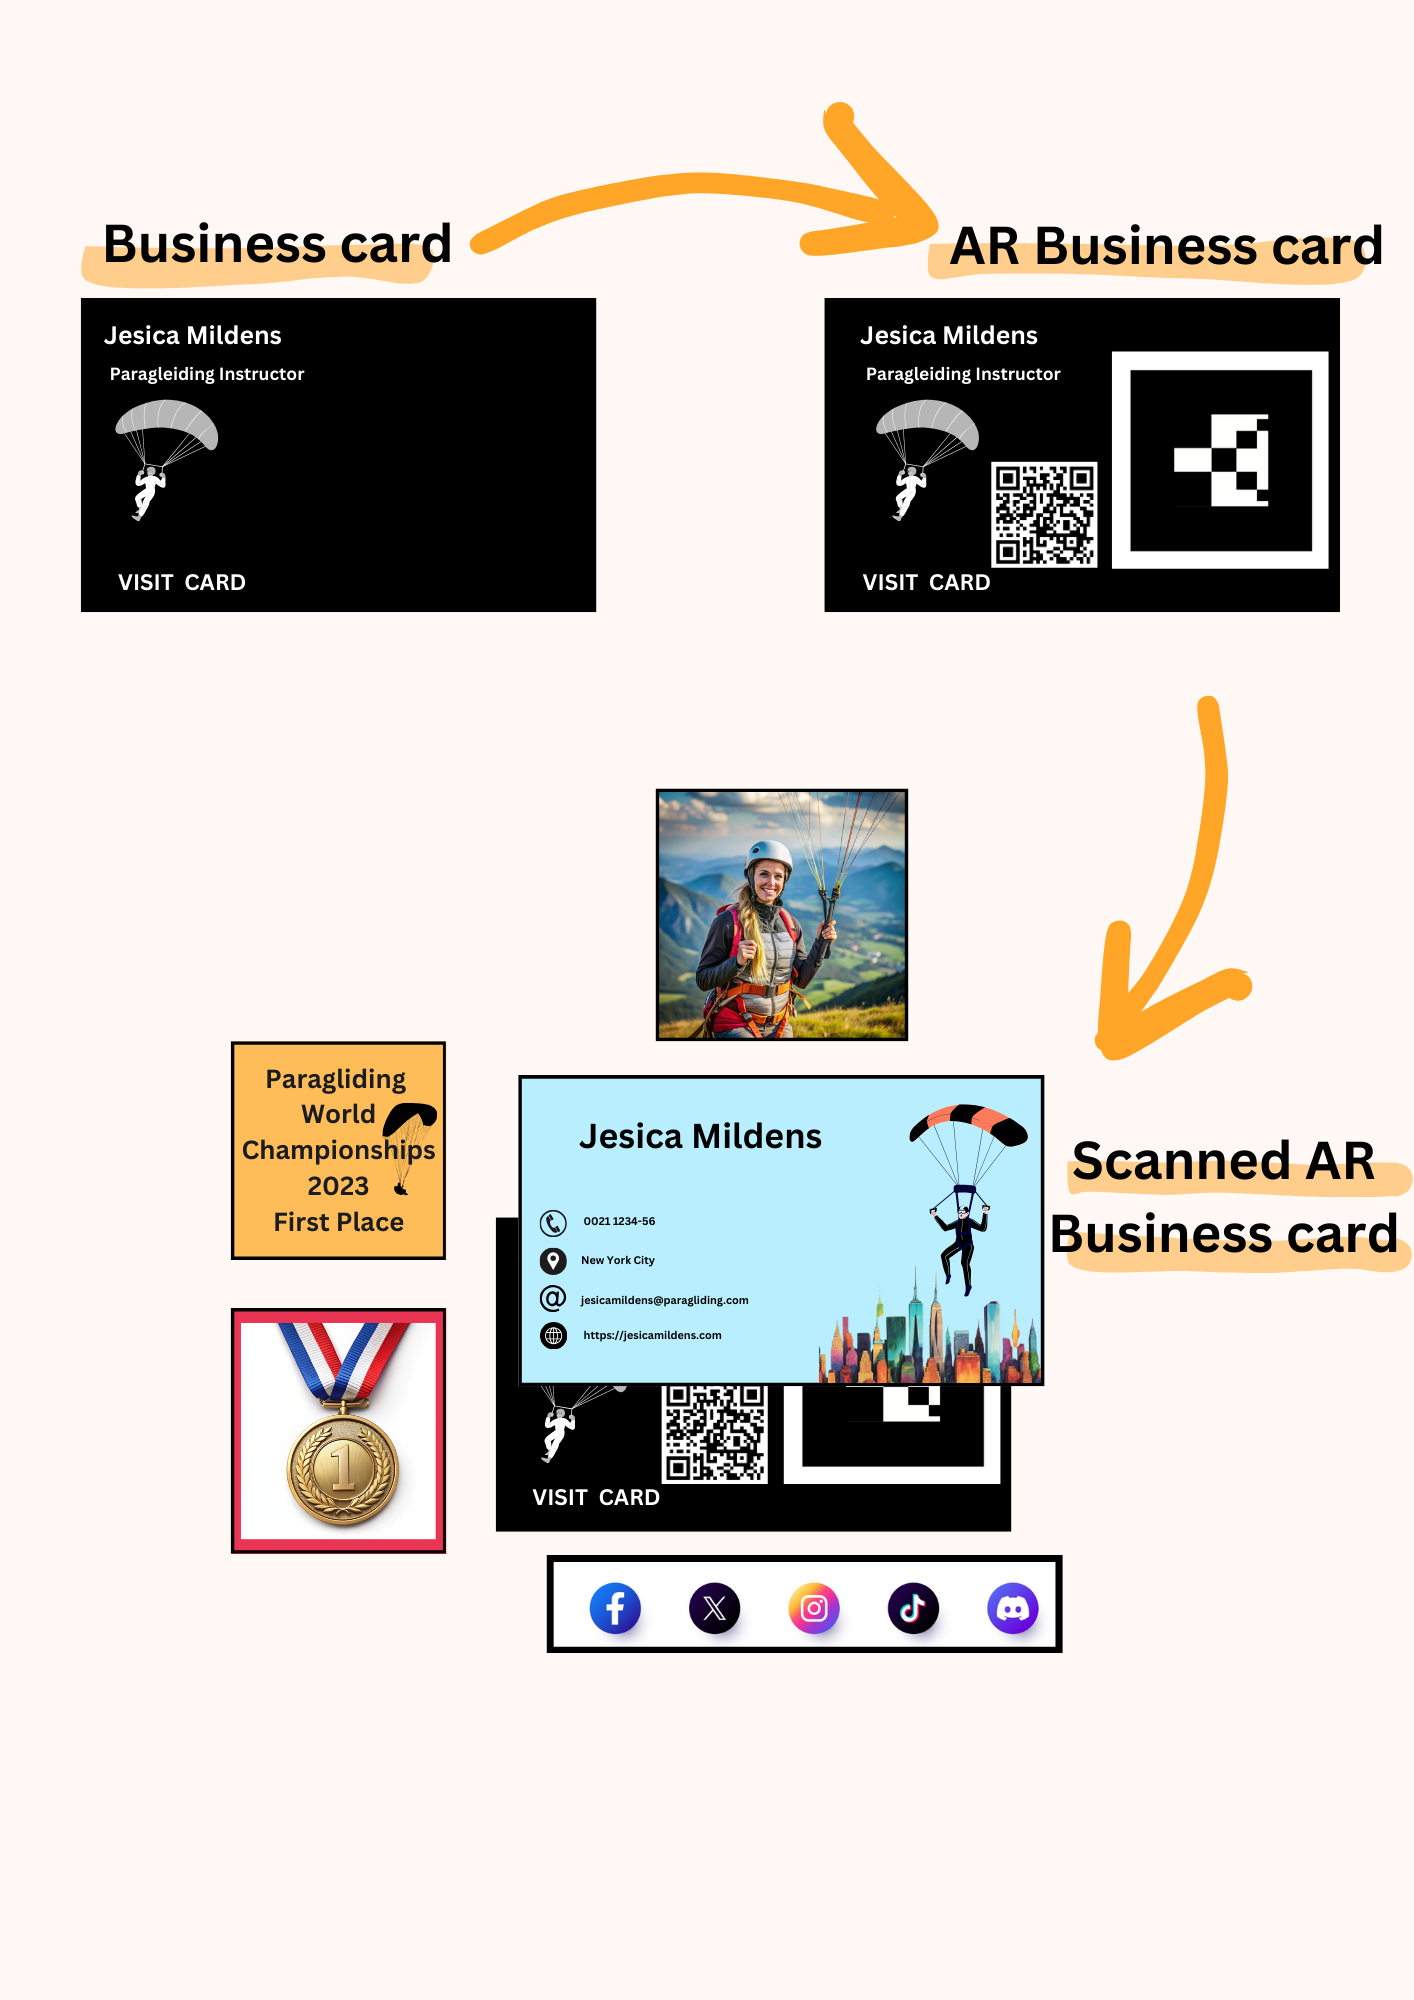 Business card
AR Business card
Jesica Mildens
Paragleiding Instructor
VISIT CARD
Jesica Mildens
Paragleiding Instructor
VISIT CARD
Paragliding
World
Championships
2023
First Place
1
Jesica Mildens
0021 1234-56
New York City
jesicamildens@paragliding.com
https://jesicamildens.com
VISIT CARD
Scanned AR
Business card